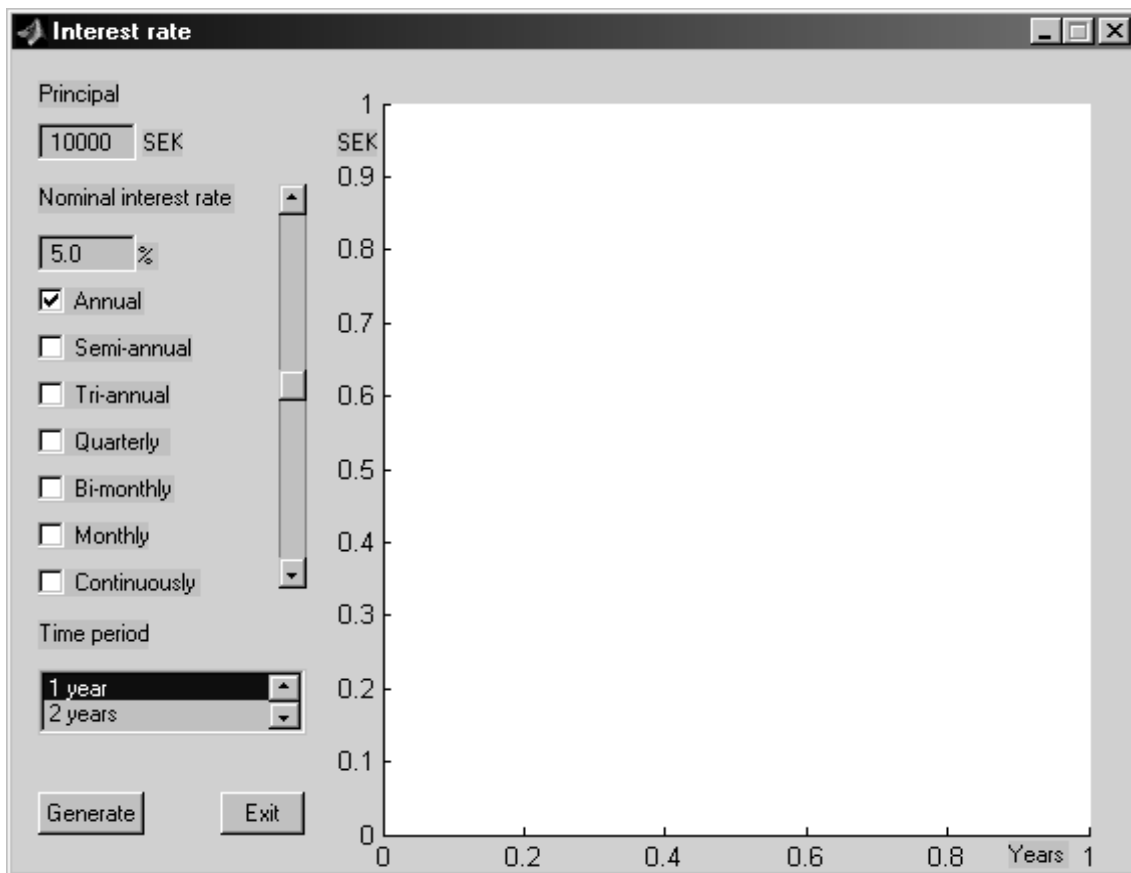 Interest rate
Principal
10000 SEK
Nominal interest rate
5.0 %
Annual
Semi-annual
Tri-annual
Quarterly
Bi-monthly
Monthly
Continuously
Time period
1 year
2 years
Generate Exit
1
SEK
0.9
0.8
0.7
0.6
0.5
0.4
0.3
0.2
0.1
0
0 0.2 0.4 0.6 0.8 Years 1